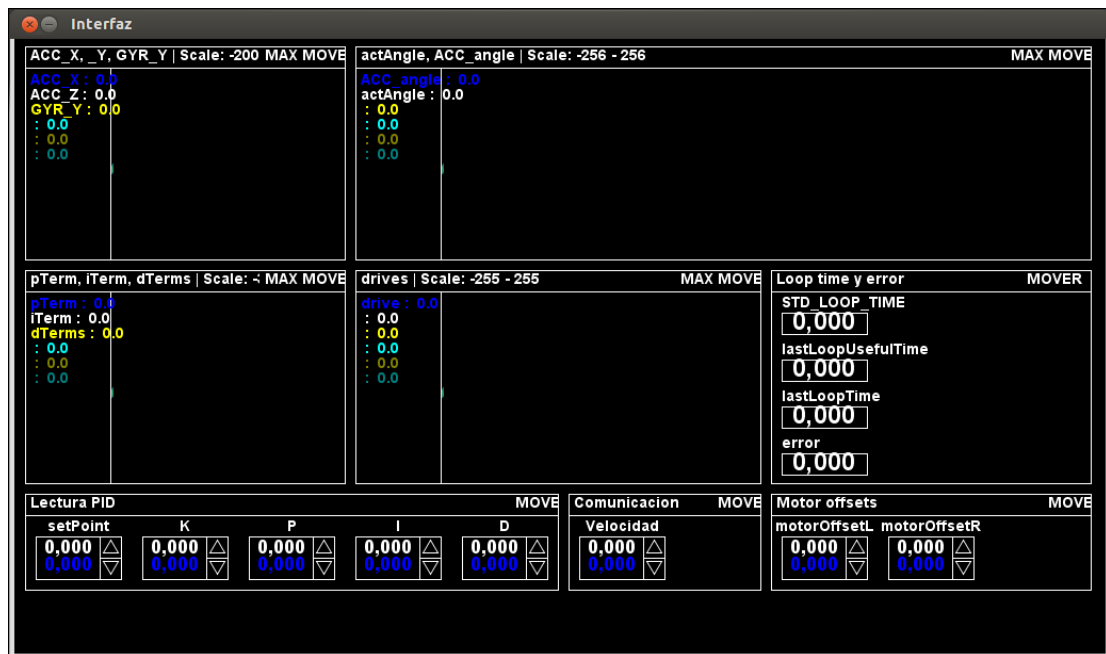 Interfaz
ACC_X, _Y, GYR_Y | Scale: -200 MAX MOVE
ACC_X : 0.0
ACC_Z : 0.0
GYR_Y : 0.0
: 0.0
: 0.0
: 0.0
actAngle, ACC_angle | Scale: -256 - 256 MAX MOVE
ACC_angle : 0.0
actAngle : 0.0
: 0.0
: 0.0
: 0.0
: 0.0
pTerm, iTerm, dTerms | Scale: - MAX MOVE
pTerm : 0.0
iTerm : 0.0
dTerms : 0.0
: 0.0
: 0.0
: 0.0
drives | Scale: -255 - 255 MAX MOVE
drive : 0.0
: 0.0
: 0.0
: 0.0
: 0.0
: 0.0
Loop time y error MOVER
STD_LOOP_TIME
0,000
lastLoopUsefulTime
0,000
lastLoopTime
0,000
error
0,000
Lectura PID MOVE
setPoint K P I D
0,000 0,000 0,000 0,000 0,000
0,000 0,000 0,000 0,000 0,000
Comunicacion MOVE
Velocidad
0,000
0,000
Motor offsets MOVE
motorOffsetL motorOffsetR
0,000 0,000
0,000 0,000